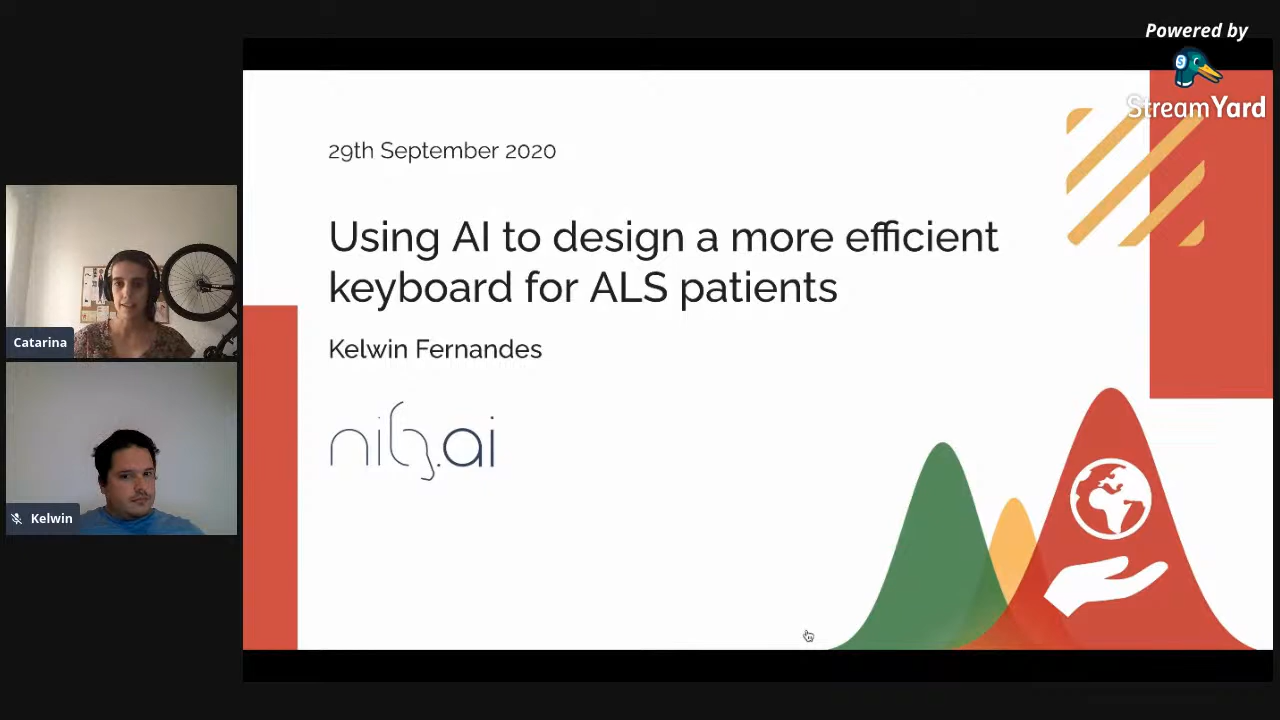 Powered by
StreamYard
29th September 2020
Using AI to design a more efficient
keyboard for ALS patients
Kelwin Fernandes
nilg.ai
Catarina
Kelwin